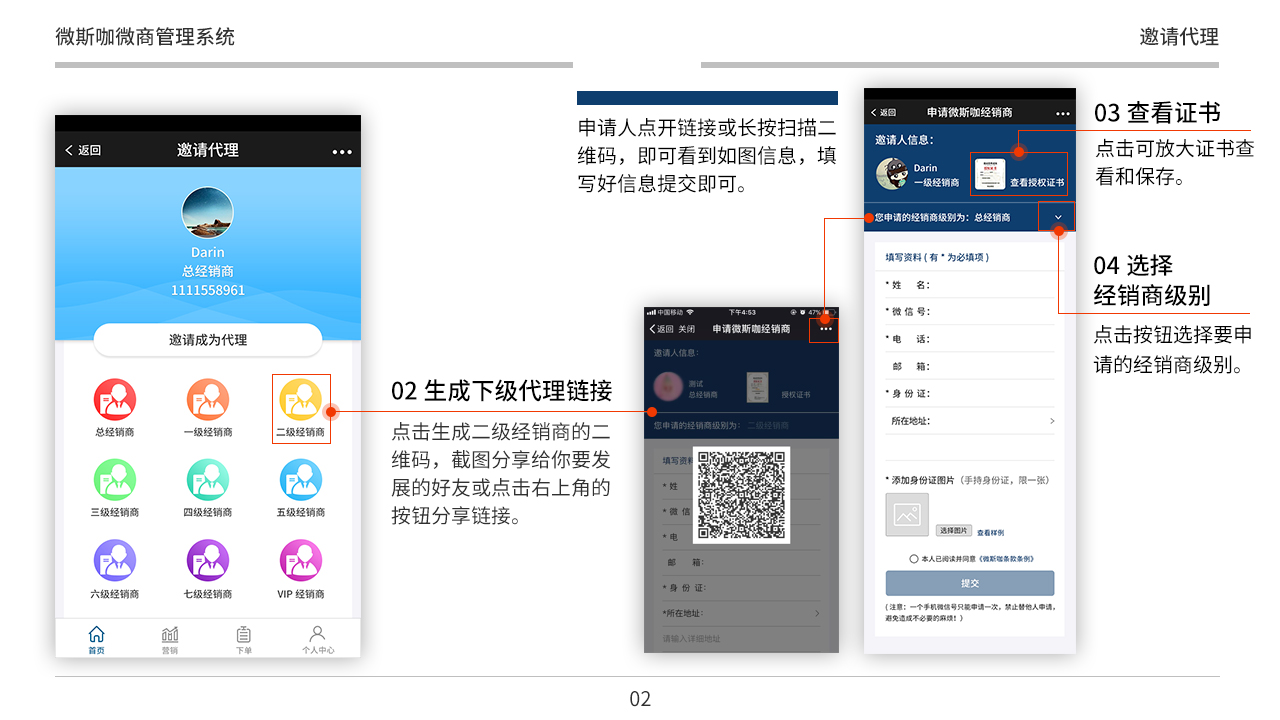 微斯咖微商管理系统
邀请代理
返回
邀请代理
Darin
总经销商
1111558961
邀请成为代理
总经销商
一级经销商
二级经销商
三级经销商
四级经销商
五级经销商
六级经销商
七级经销商
VIP 经销商
首页
营销
下单
个人中心
02 生成下级代理链接
点击生成二级经销商的二
维码，截图分享给你要发
展的好友或点击右上角的
按钮分享链接。
申请人点开链接或长按扫描二
维码，即可看到如图信息，填
写好信息提交即可。
中国移动
下午4:53
47%
返回 关闭
申请微斯咖经销商
邀请人信息：
测试
总经销商
授权证书
您申请的经销商级别为：
二级经销商
填写资料
* 姓
* 微 信
* 电
邮 箱：
* 身 份 证：
*所在地址：
请输入详细地址
返回
申请微斯咖经销商
邀请人信息：
Darin
一级经销商
查看授权证书
您申请的经销商级别为：总经销商
填写资料 ( 有 * 为必填项 )
* 姓 名：
* 微 信 号：
* 电 话：
邮 箱：
* 身 份 证：
所在地址：
* 添加身份证图片（手持身份证，限一张）
选择图片
查看样例
本人已阅读并同意《微斯咖条款条例》
提交
( 注意：一个手机微信号只能申请一次，禁止替他人申请，
避免造成不必要的麻烦！)
03 查看证书
点击可放大证书查
看和保存。
04 选择
经销商级别
点击按钮选择要申
请的经销商级别。
02